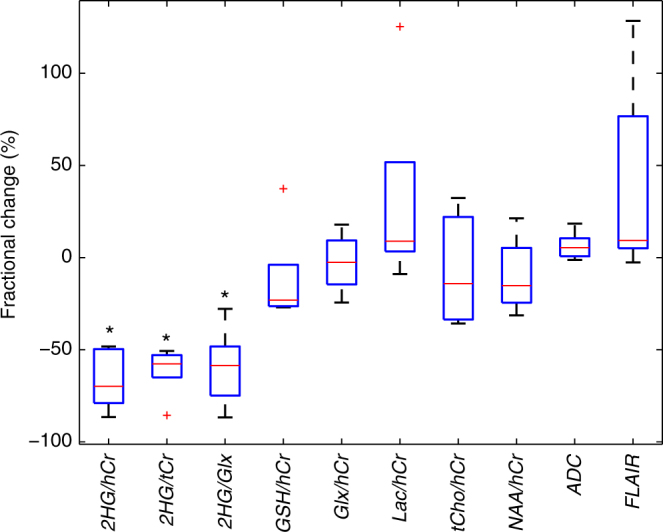 Fractional change (%)
100
50
0
−50
−100
+
+
*
*
*
+
2HG/hCr
2HG/tCr
2HG/Glx
GSH/hCr
Glx/hCr
Lac/hCr
tCho/hCr
NAA/hCr
ADC
FLAIR